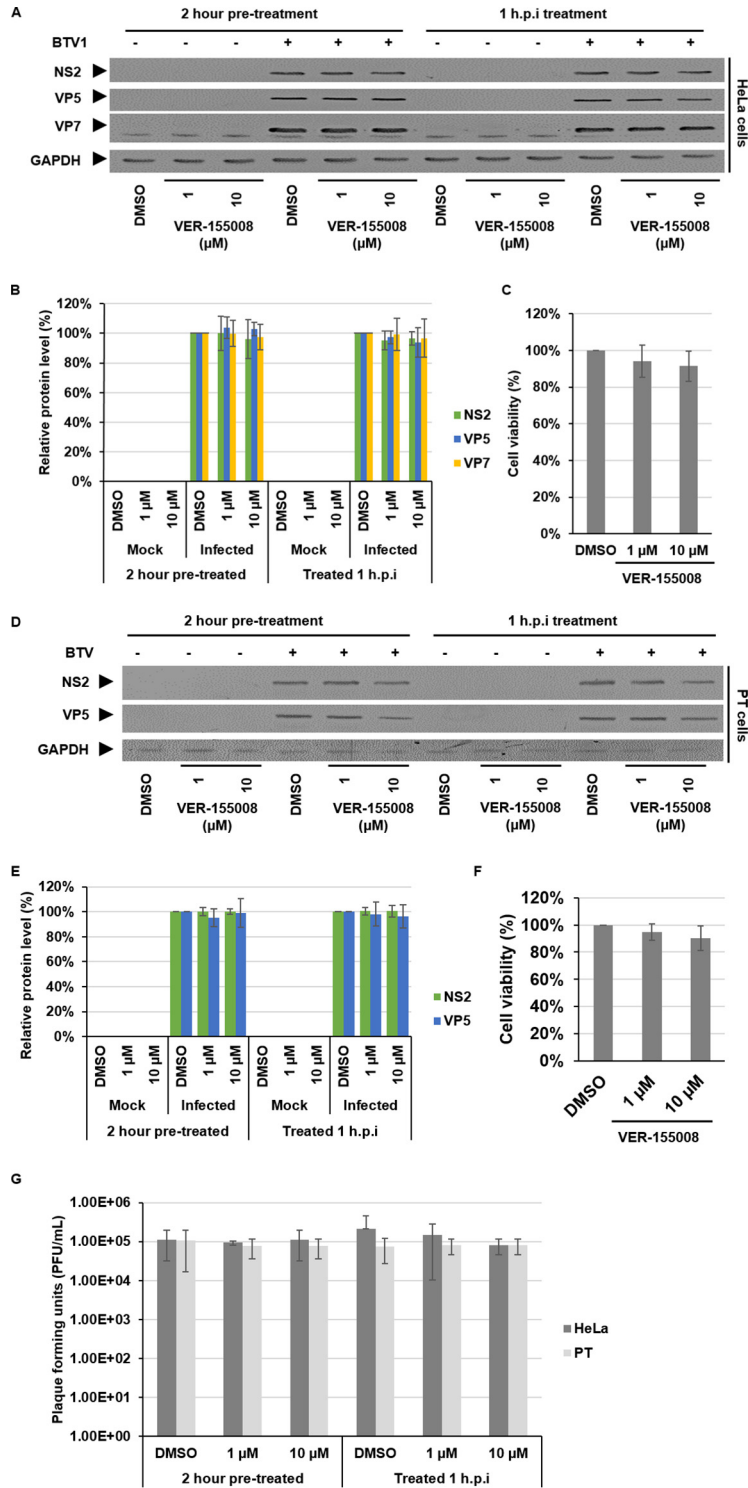 A
2 hour pre-treatment 1 h.p.i treatment
BTV1 - - - + + + - - - + + +
NS2
VP5
VP7
GAPDH
HeLa cells
DMSO 1 10 DMSO 1 10 DMSO 1 10 DMSO 1 10
VER-155008 VER-155008 VER-155008 VER-155008
(µM) (µM) (µM) (µM)
B
Relative protein level (%)
120%
100%
80%
60%
40%
20%
0%
DMSO 1 µM 10 µM DMSO 1 µM 10 µM DMSO 1 µM 10 µM DMSO 1 µM 10 µM
Mock Infected Mock Infected
2 hour pre-treated Treated 1 h.p.i
NS2
VP5
VP7
C
Cell viability (%)
120%
100%
80%
60%
40%
20%
0%
DMSO 1 µM 10 µM
VER-155008
D
2 hour pre-treatment 1 h.p.i treatment
BTV - - - + + + - - - + + +
NS2
VP5
GAPDH
PT cells
DMSO 1 10 DMSO 1 10 DMSO 1 10 DMSO 1 10
VER-155008 VER-155008 VER-155008 VER-155008
(µM) (µM) (µM) (µM)
E
Relative protein level (%)
120%
100%
80%
60%
40%
20%
0%
DMSO 1 µM 10 µM DMSO 1 µM 10 µM DMSO 1 µM 10 µM DMSO 1 µM 10 µM
Mock Infected Mock Infected
2 hour pre-treated Treated 1 h.p.i
NS2
VP5
F
Cell viability (%)
120%
100%
80%
60%
40%
20%
0%
DMSO 1 µM 10 µM
VER-155008
G
Plaque forming units (PFU/mL)
1.00E+06
1.00E+05
1.00E+04
1.00E+03
1.00E+02
1.00E+01
1.00E+00
DMSO 1 µM 10 µM DMSO 1 µM 10 µM
2 hour pre-treated Treated 1 h.p.i
HeLa
PT